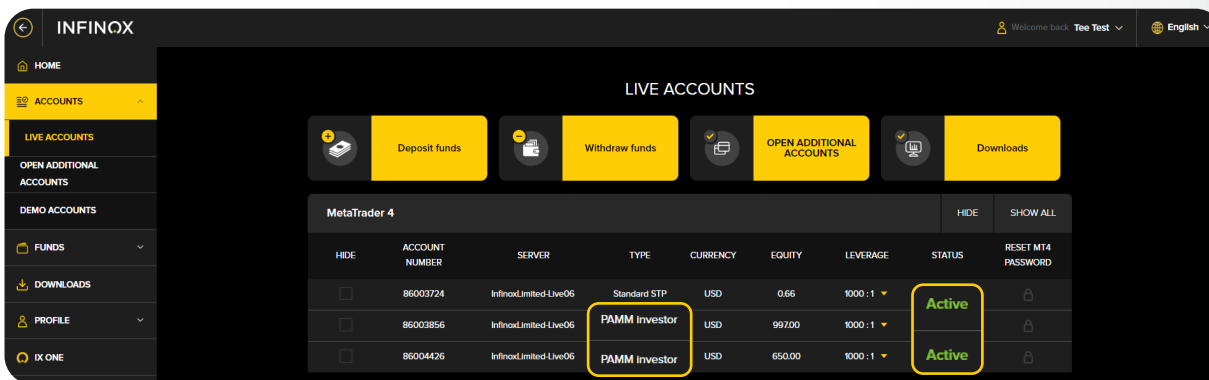 INFINOX
Welcome back Tee Test
English
HOME
ACCOUNTS
LIVE ACCOUNTS
OPEN ADDITIONAL
ACCOUNTS
DEMO ACCOUNTS
FUNDS
DOWNLOADS
PROFILE
IX ONE
LIVE ACCOUNTS
Deposit funds
Withdraw funds
OPEN ADDITIONAL
ACCOUNTS
Downloads
MetaTrader 4 HIDE SHOW ALL
HIDE ACCOUNT NUMBER SERVER TYPE CURRENCY EQUITY LEVERAGE STATUS RESET MT4 PASSWORD
86003724 InfinoxLimited-Live06 Standard STP USD 0.66 1000 : 1 Active
86003856 InfinoxLimited-Live06 PAMM investor USD 997.00 1000 : 1
86004426 InfinoxLimited-Live06 PAMM investor USD 650.00 1000 : 1 Active